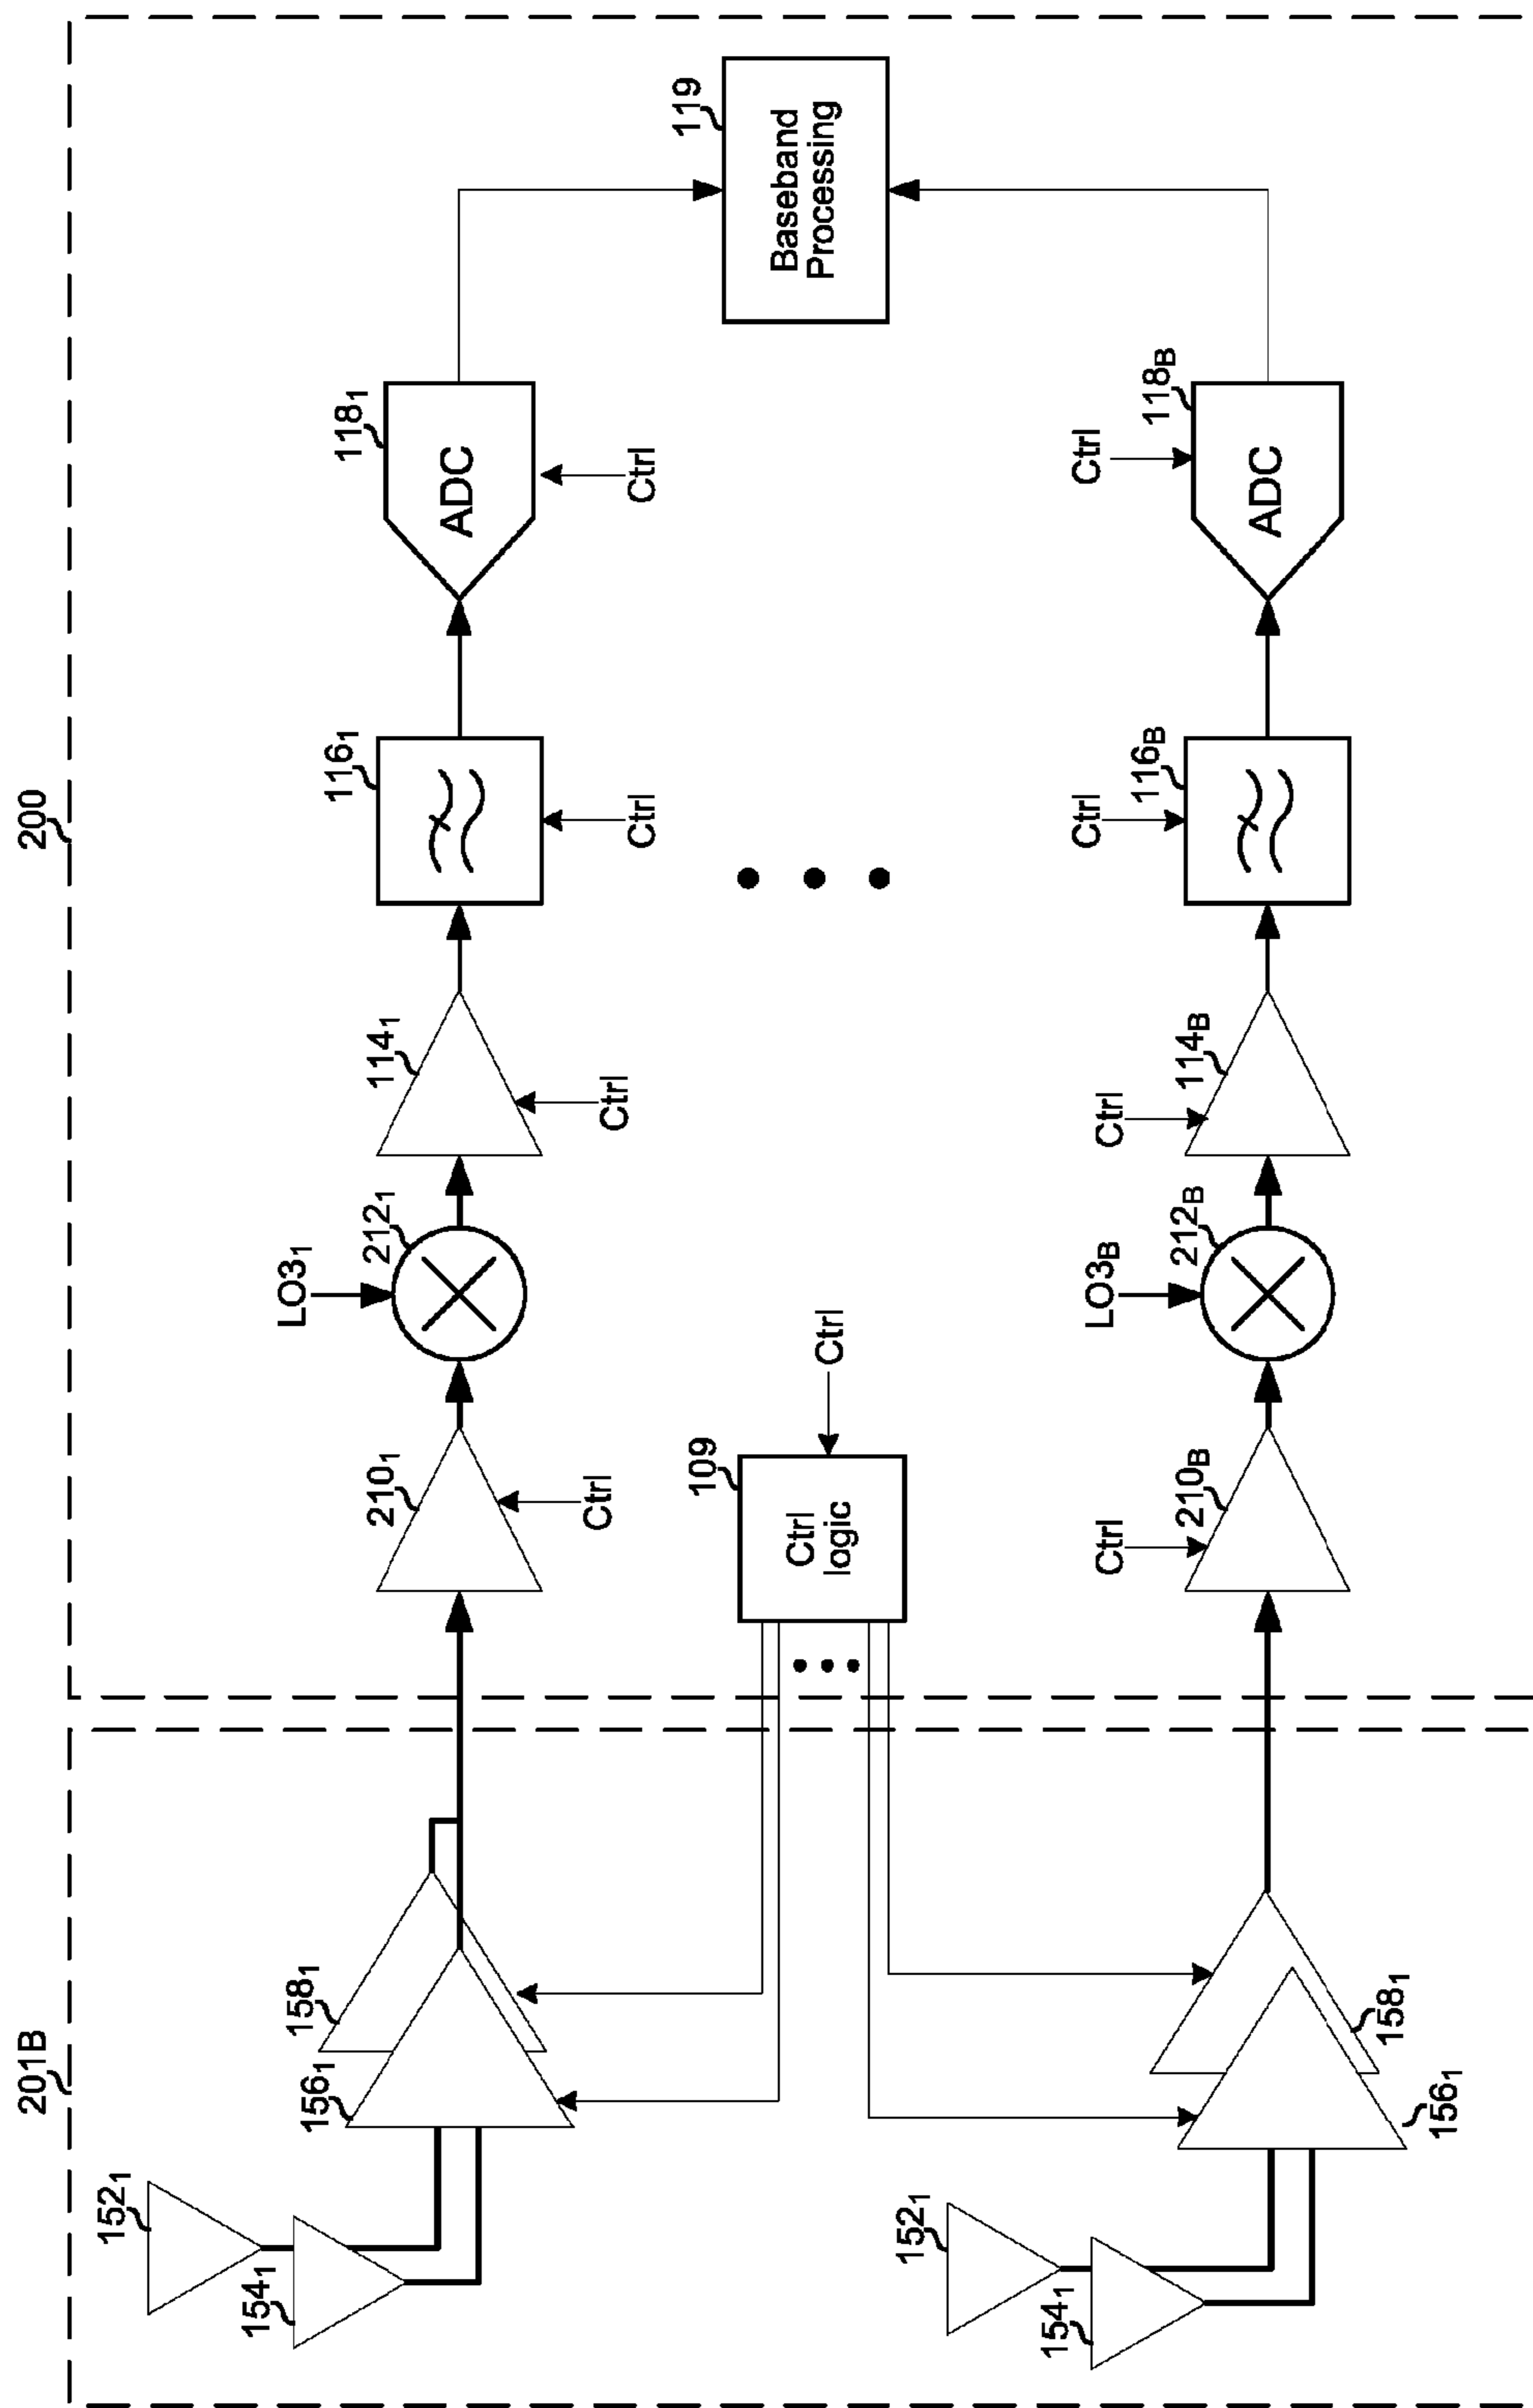 201B
200
152₁
154₁
156₁
158₁
210₁
Ctrl
LO3₁
212₁
114₁
Ctrl
116₁
Ctrl
118₁
ADC
Ctrl
119
Baseband
Processing
109
Ctrl
logic
Ctrl
152₁
154₁
156₁
158₁
Ctrl
210B
LO3B
212B
Ctrl
114B
Ctrl
116B
Ctrl
118B
ADC